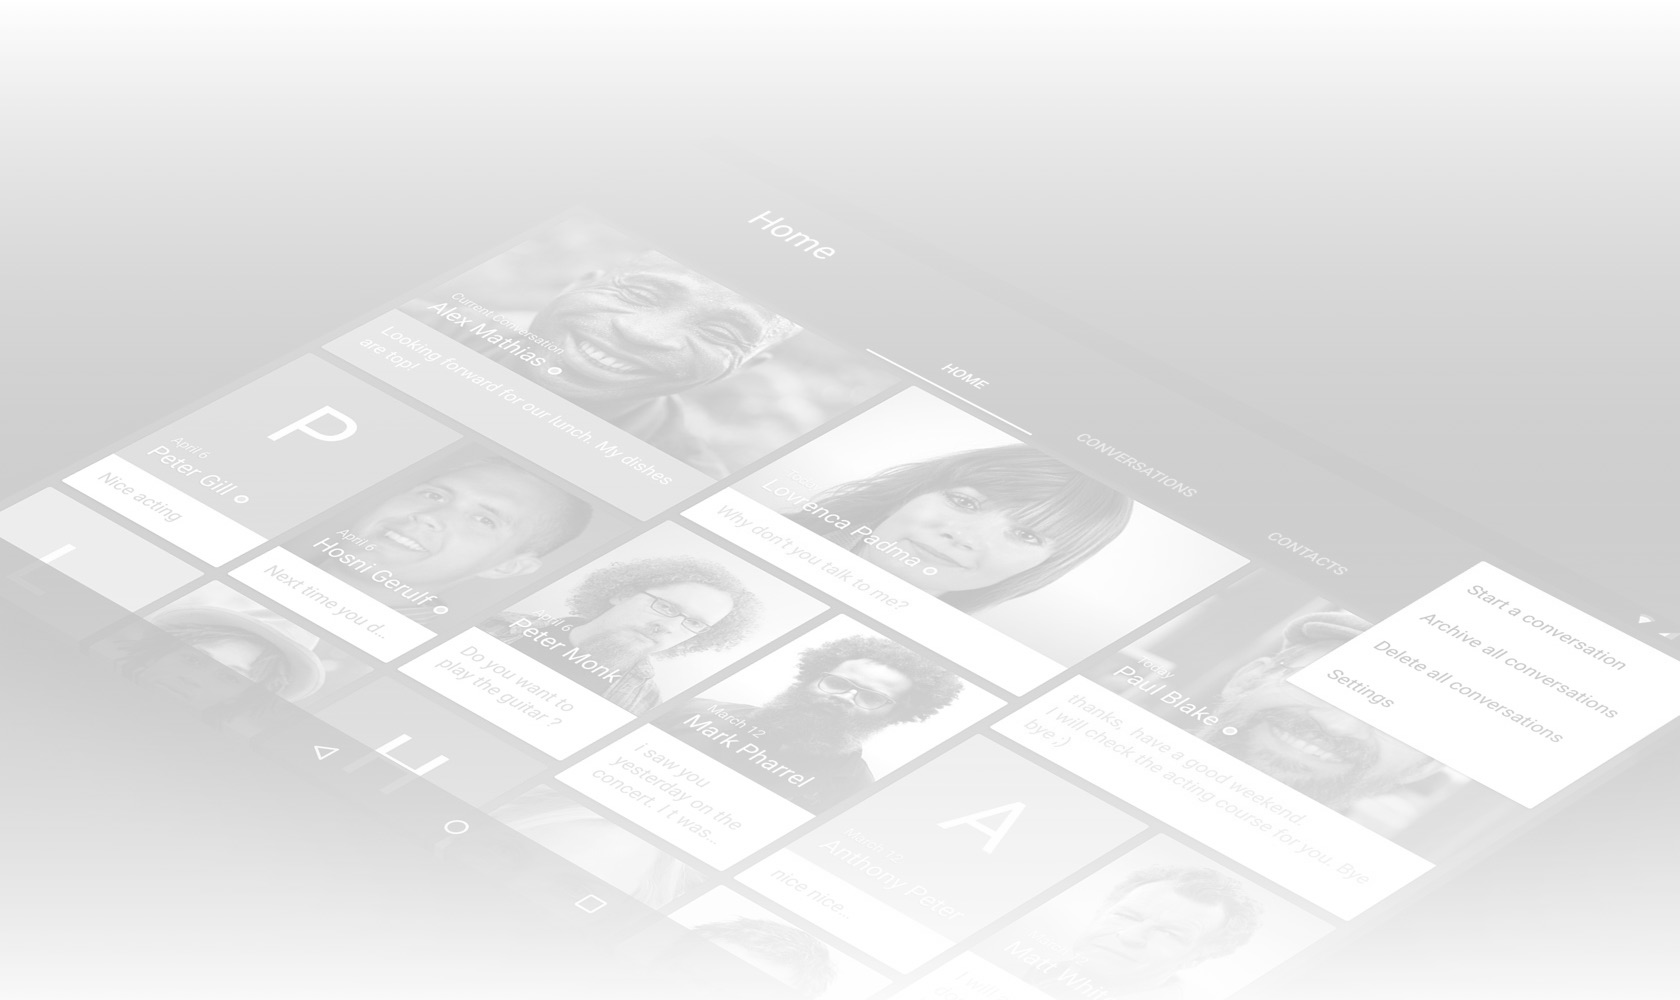 Home
HOME
CONVERSATIONS
CONTACTS
Start a conversation
Archive all conversations
Delete all conversations
Settings
Current Conversation
Alex Mathias
Looking forward for our lunch. My dishes
are top!
Lovrenca Padma
Why don't you talk to me?
Today
Paul Blake
thanks, have a good weekend.
I will check the acting course for you. Bye
bye ;)
P
April 6
Peter Gill
Nice acting
April 6
Hosni Gerulf
Next time you d...
April 6
Peter Monk
Do you want to
play the guitar ?
March 12
Mark Pharrel
i saw you
yesterday on the
concert. I t was...
A
March 12
Anthony Peter
nice nice...
Matt